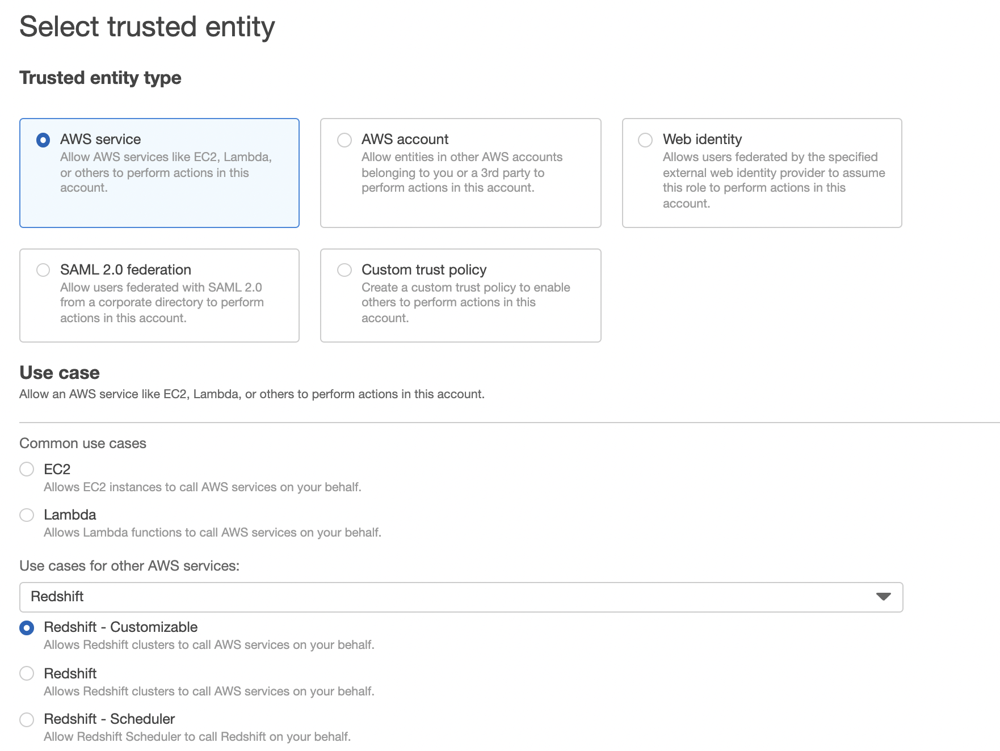 Select trusted entity
Trusted entity type
AWS service
Allow AWS services like EC2, Lambda,
or others to perform actions in this
account.
AWS account
Allow entities in other AWS accounts
belonging to you or a 3rd party to
perform actions in this account.
Web identity
Allows users federated by the specified
external web identity provider to assume
this role to perform actions in this
account.
SAML 2.0 federation
Allow users federated with SAML 2.0
from a corporate directory to perform
actions in this account.
Custom trust policy
Create a custom trust policy to enable
others to perform actions in this
account.
Use case
Allow an AWS service like EC2, Lambda, or others to perform actions in this account.
Common use cases
EC2
Allows EC2 instances to call AWS services on your behalf.
Lambda
Allows Lambda functions to call AWS services on your behalf.
Use cases for other AWS services:
Redshift
Redshift - Customizable
Allows Redshift clusters to call AWS services on your behalf.
Redshift
Allows Redshift clusters to call AWS services on your behalf.
Redshift - Scheduler
Allow Redshift Scheduler to call Redshift on your behalf.